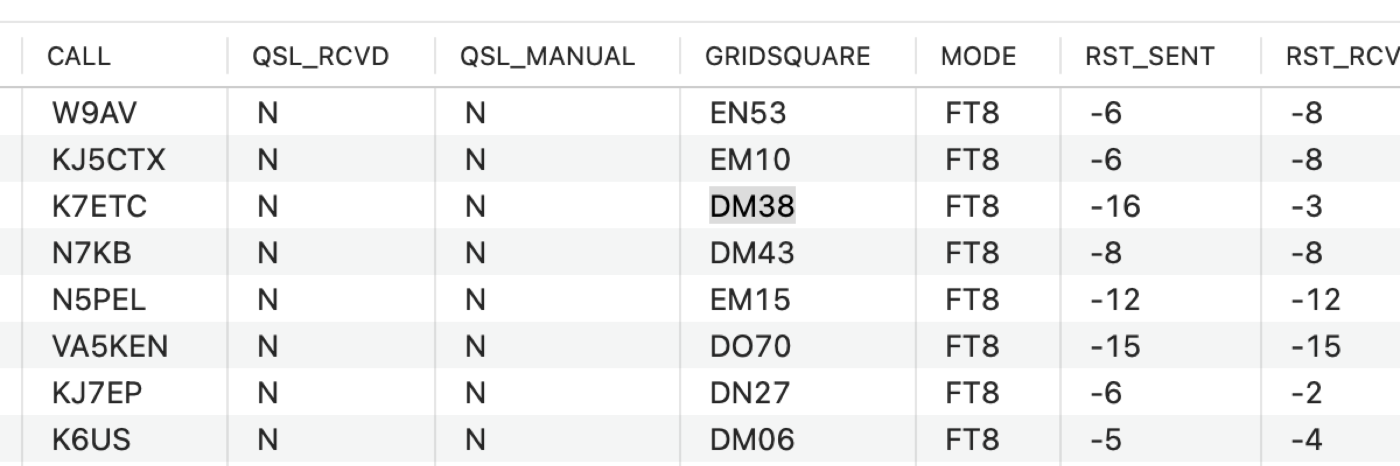 CALL QSL_RCVD QSL_MANUAL GRIDSQUARE MODE RST_SENT RST_RCV
W9AV N N EN53 FT8 -6 -8
KJ5CTX N N EM10 FT8 -6 -8
K7ETC N N DM38 FT8 -16 -3
N7KB N N DM43 FT8 -8 -8
N5PEL N N EM15 FT8 -12 -12
VA5KEN N N DO70 FT8 -15 -15
KJ7EP N N DN27 FT8 -6 -2
K6US N N DM06 FT8 -5 -4